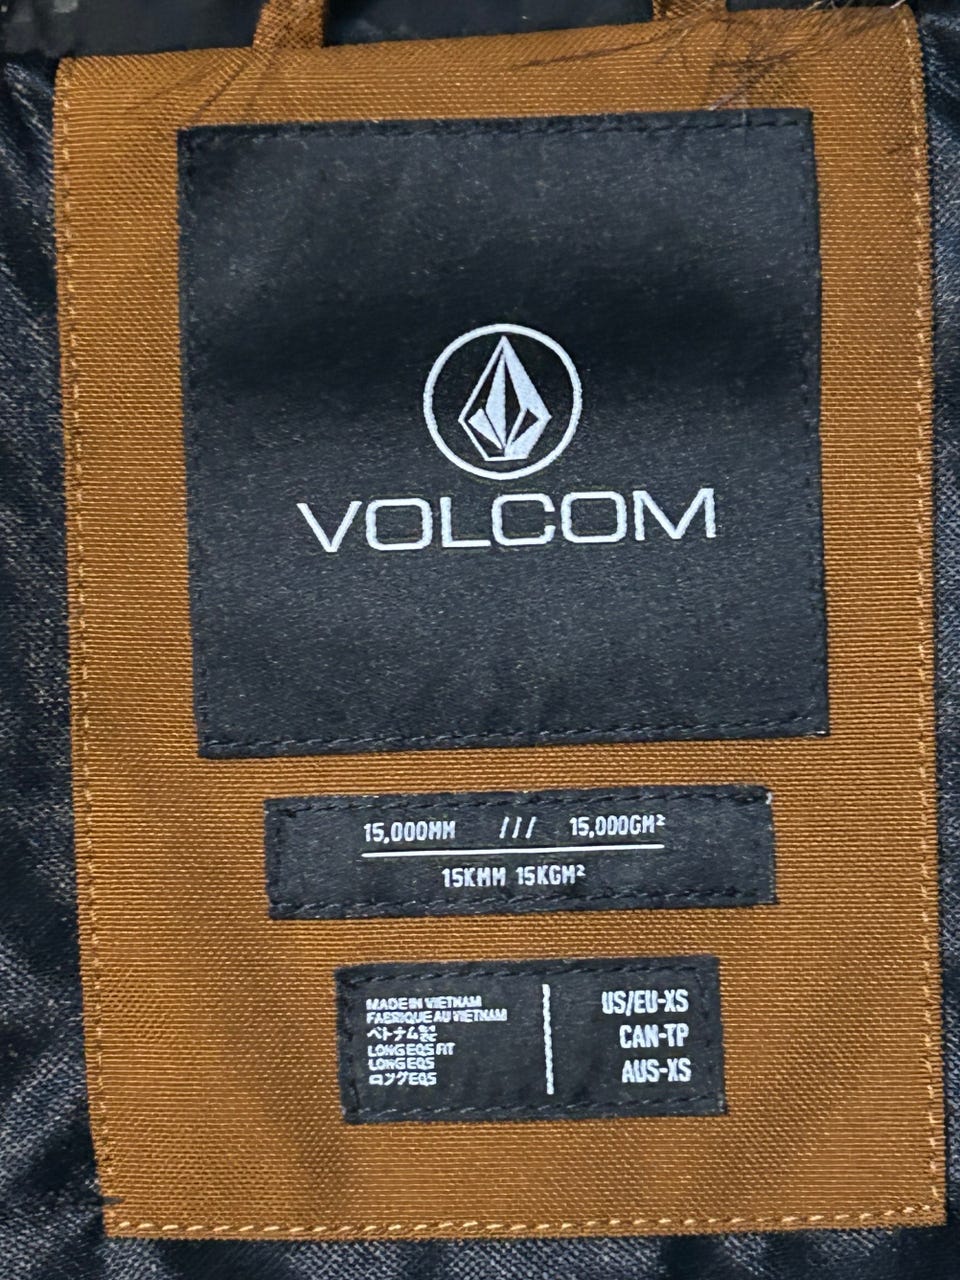 VOLCOM
15,000MM /// 15,000GM²
15KMM 15KGM²
MADE IN VIETNAM
FABRIQUE AU VIETNAM
ベトナム製
LONG EQS FIT
LONG EQS
ロングEQS
US/EU-XS
CAN-TP
AUS-XS